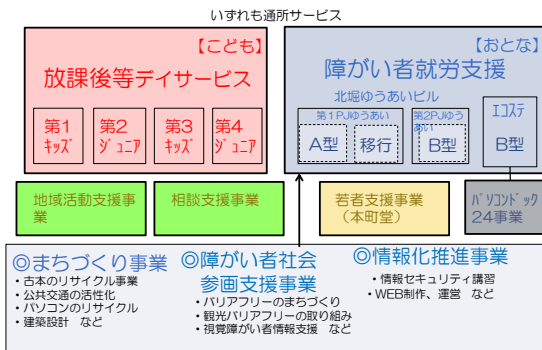 いずれも通所サービス
【こども】
放課後等デイサービス
第1
ｷｯｽﾞ
第2
ｼﾞｭﾆｱ
第3
ｷｯｽﾞ
第4
ｼﾞｭﾆｱ
【おとな】
障がい者就労支援
北堀ゆうあいビル
第1PJゆうあい
A型
移行
第2PJゆう
あい
B型
ｴｺｽﾃ
B型
地域活動支援事
業
相談支援事業
若者支援事業
（本町堂）
ﾊﾟｿｺﾝﾄﾞｯｸ
24事業
◎まちづくり事業
・古本のリサイクル事業
・公共交通の活性化
・パソコンのリサイクル
・建築設計　など
◎障がい者社会
参画支援事業
・バリアフリーのまちづくり
・観光バリアフリーの取り組み
・視覚障がい者情報支援　など
◎情報化推進事業
・情報セキュリティ講習
・WEB制作、運営　など